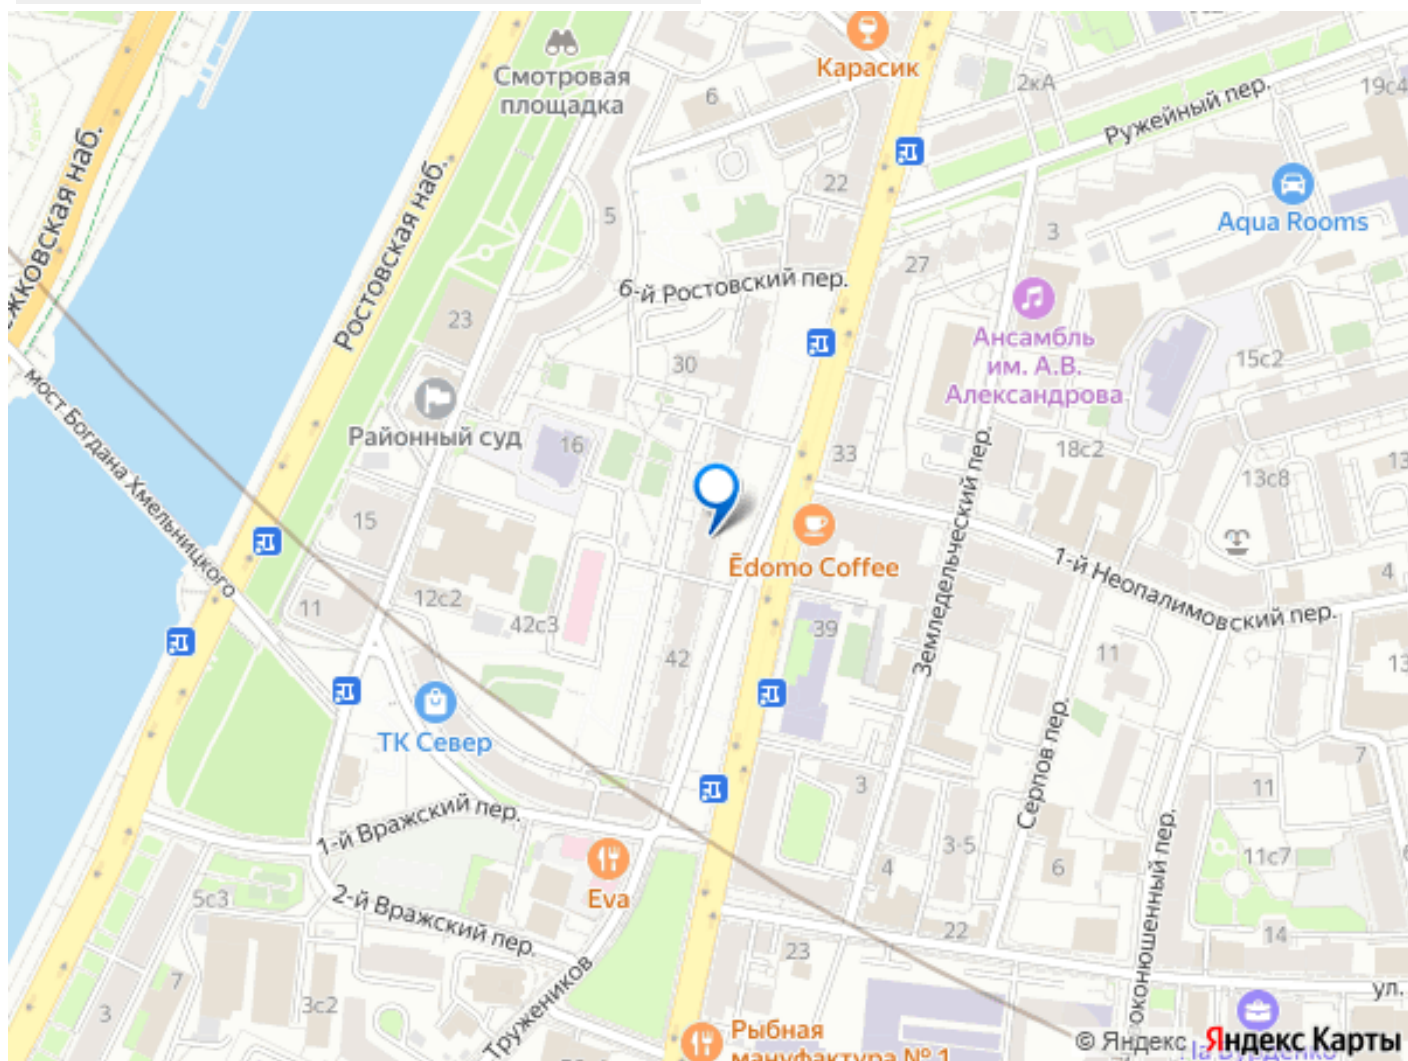 Карасик
Смотровая
площадка
6
2кА
19с4
Ружейный пер.
22
Aqua Rooms
Ростовская наб.
5
3
27
6-й Ростовский пер.
23
Ансамбль
им. А.В.
Александрова
15с2
30
мост Богдана Хмельницкого
Районный суд
16
33
18с2
13с8
13
15
Земледельческий пер.
Ēdomo Coffee
1-й Неопалимовский пер.
4
11
12с2
42с3
39
42
11
13
ТК Север
Серпов пер.
7
3
11
1-й Вражский пер.
3-5
11с7
Eva
4
6
5с3
2-й Вражский пер.
22
14
23
7
3с2
3
Тружеников
ул.
Рыбная
мануфактура № 1
© Яндекс Яндекс Карты